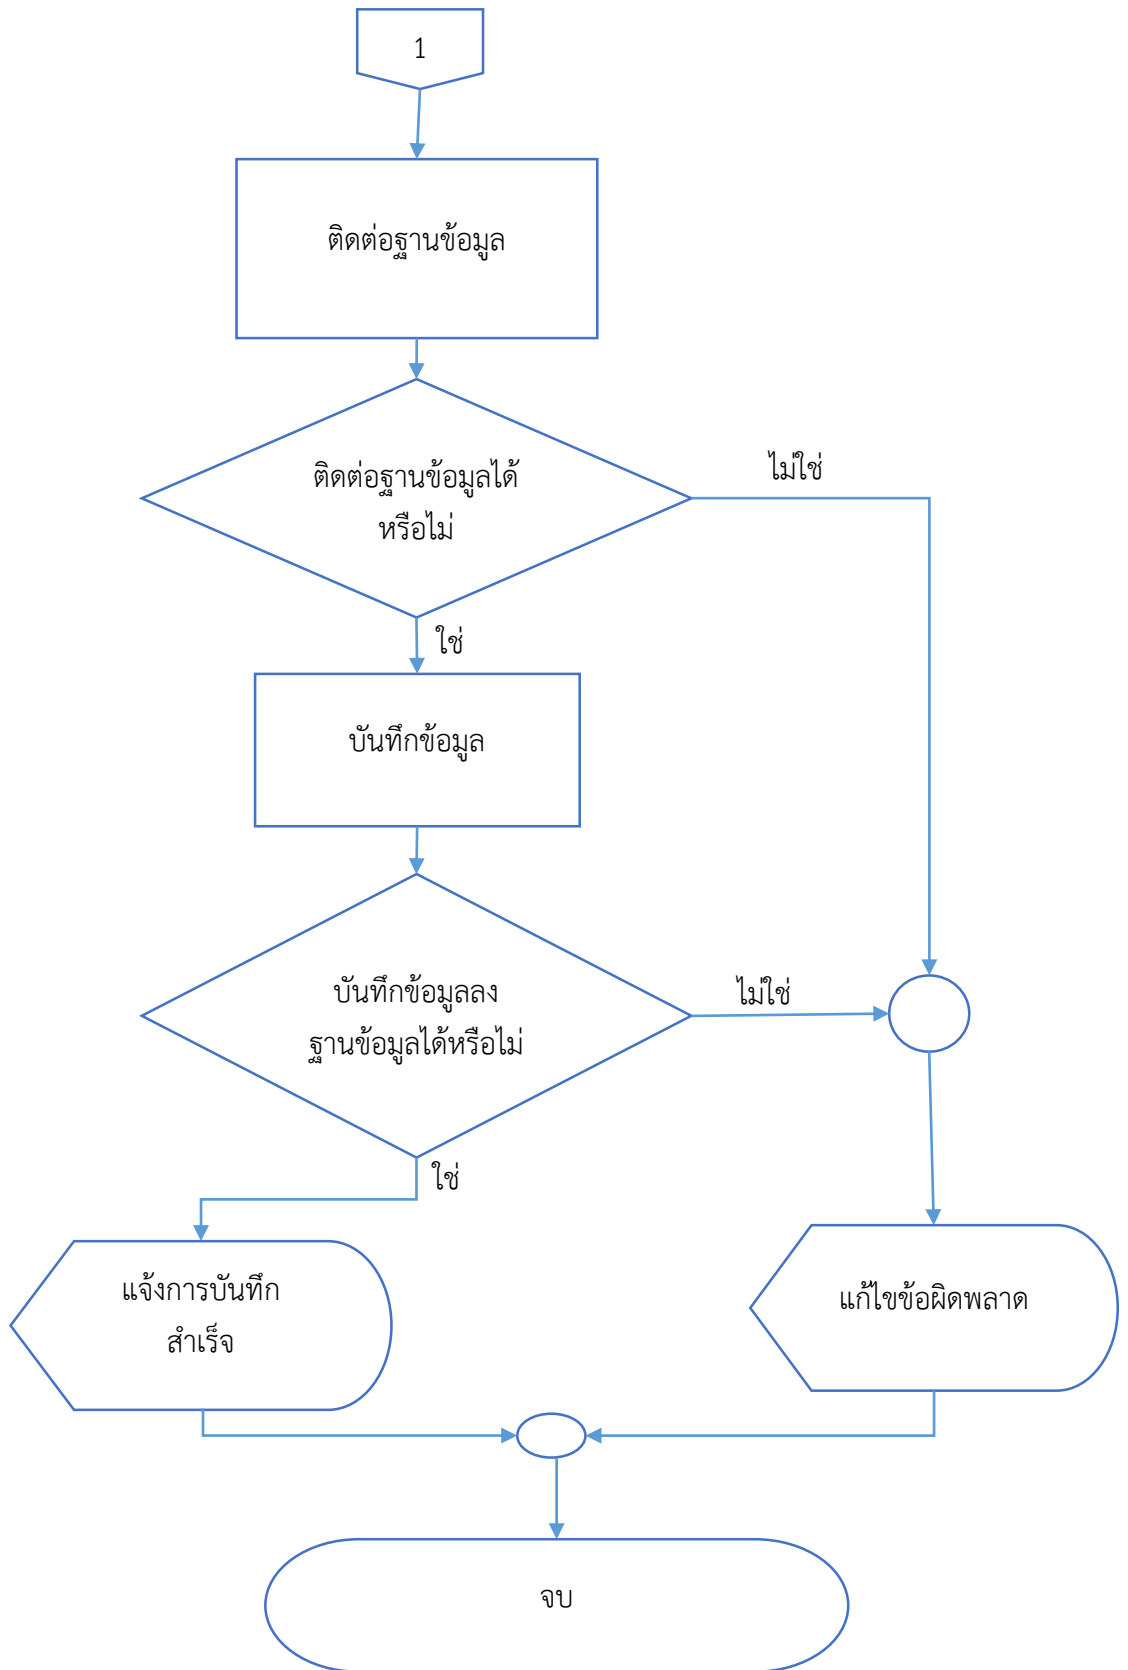 1
ติดต่อฐานข้อมูล
ติดต่อฐานข้อมูลได้
หรือไม่
ไม่ใช่
ใช่
บันทึกข้อมูล
บันทึกข้อมูลลง
ฐานข้อมูลได้หรือไม่
ไม่ใช่
ใช่
แจ้งการบันทึก
สำเร็จ
แก้ไขข้อผิดพลาด
จบ